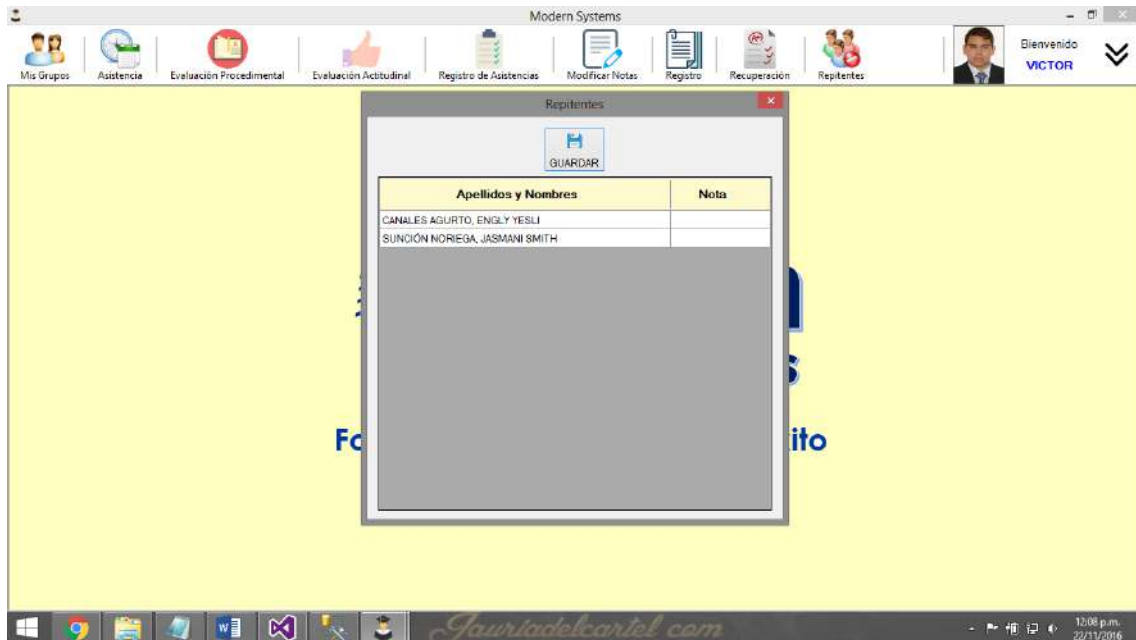 Modern Systems
Mis Grupos
Asistencia
Evaluación Procedimental
Evaluación Actitudinal
Registro de Asistencias
Modificar Notas
Registro
Recuperación
Repitentes
Bienvenido
VICTOR
Repitentes
GUARDAR
Apellidos y Nombres Nota
CANALES AGURTO, ENGLY YESLI
SUNCIÓN NORIEGA, JASMANI SMITH
Fo ito
Jauriadelcartel.com
12:08 p.m.
22/11/2016